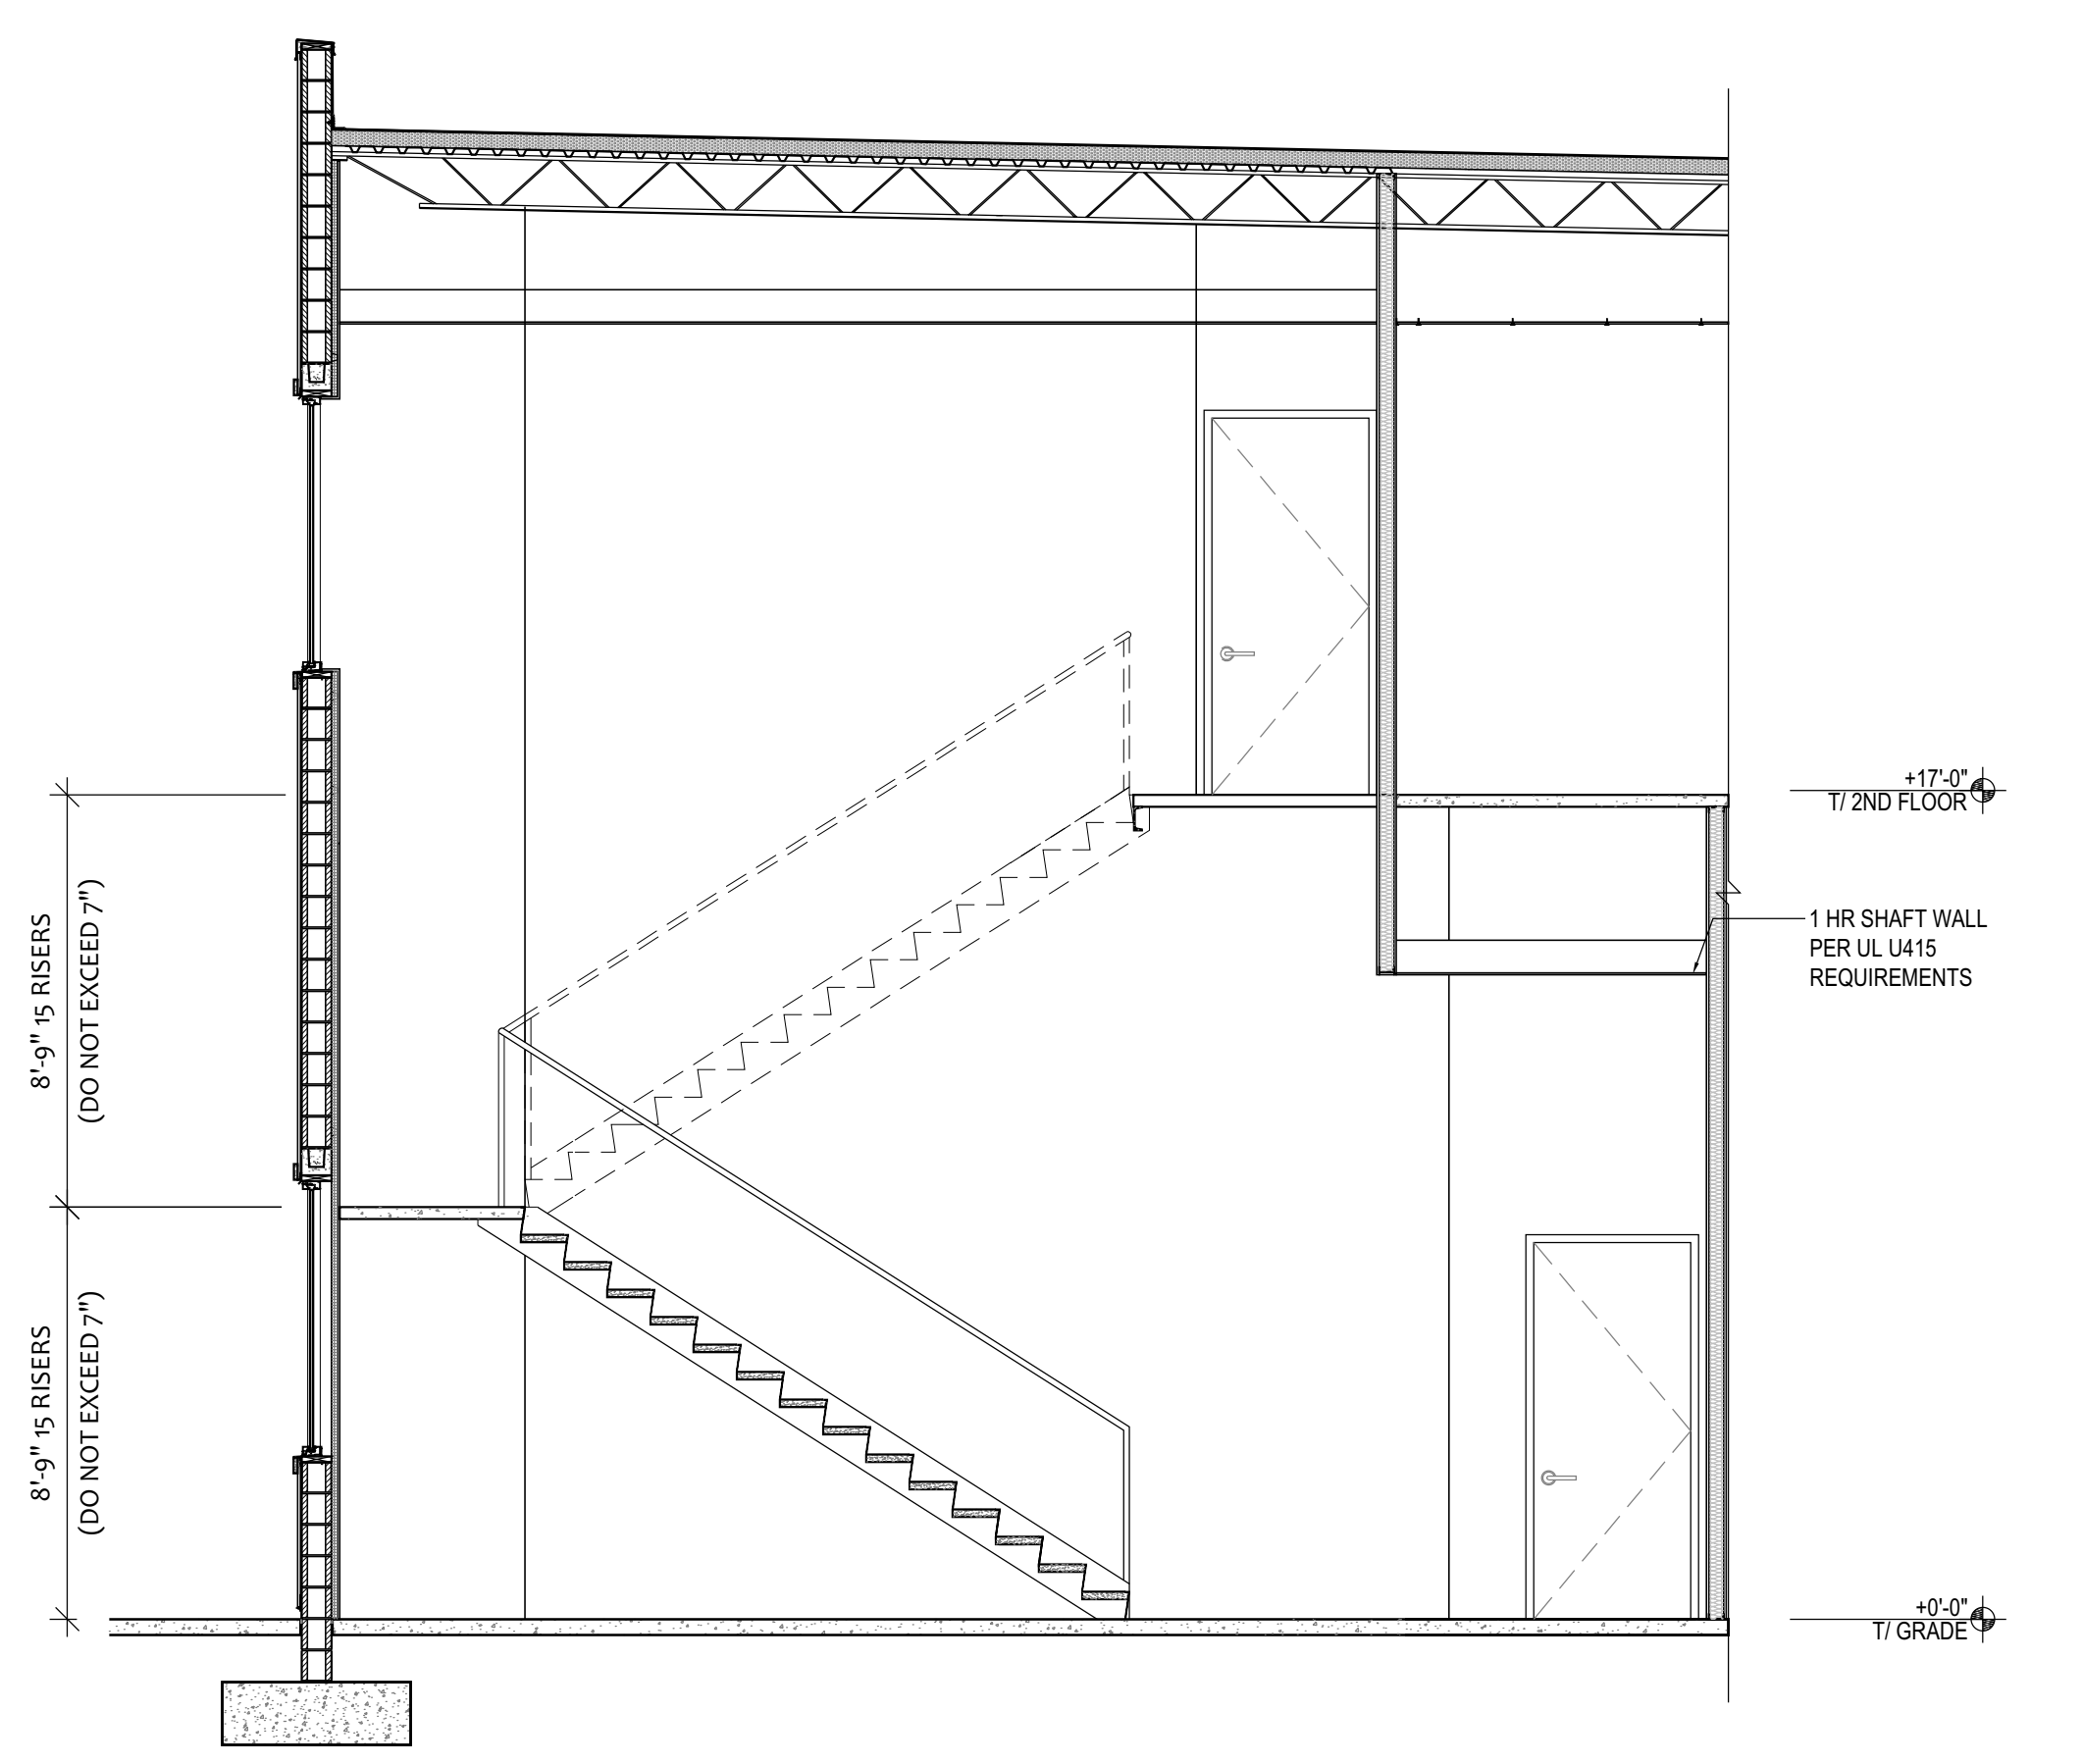 +17'-0"
T/ 2ND FLOOR
8'-9" 15 RISERS
(DO NOT EXCEED 7")
1 HR SHAFT WALL
PER UL U415
REQUIREMENTS
8'-9" 15 RISERS
(DO NOT EXCEED 7")
+0'-0"
T/ GRADE